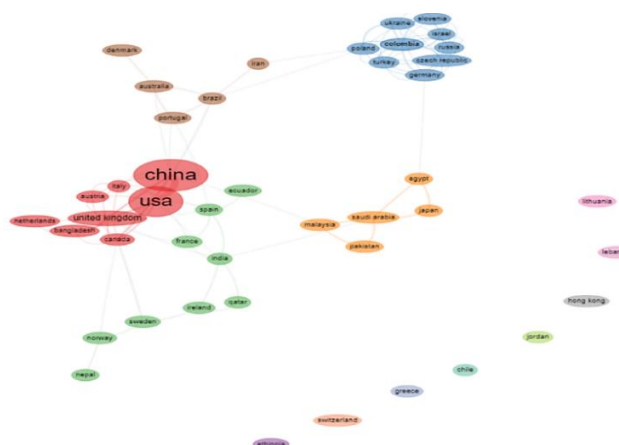 denmark
australia
portugal
brazil
iran
ukraine
slovenia
poland
colombia
israel
russia
turkey
czech republic
germany
china
usa
italy
austria
netherlands
united kingdom
bangladesh
canada
ecuador
spain
france
india
ireland
qatar
sweden
norway
nepal
egypt
japan
saudi arabia
malaysia
pakistan
lithuania
hong kong
jordan
chile
greece
switzerland